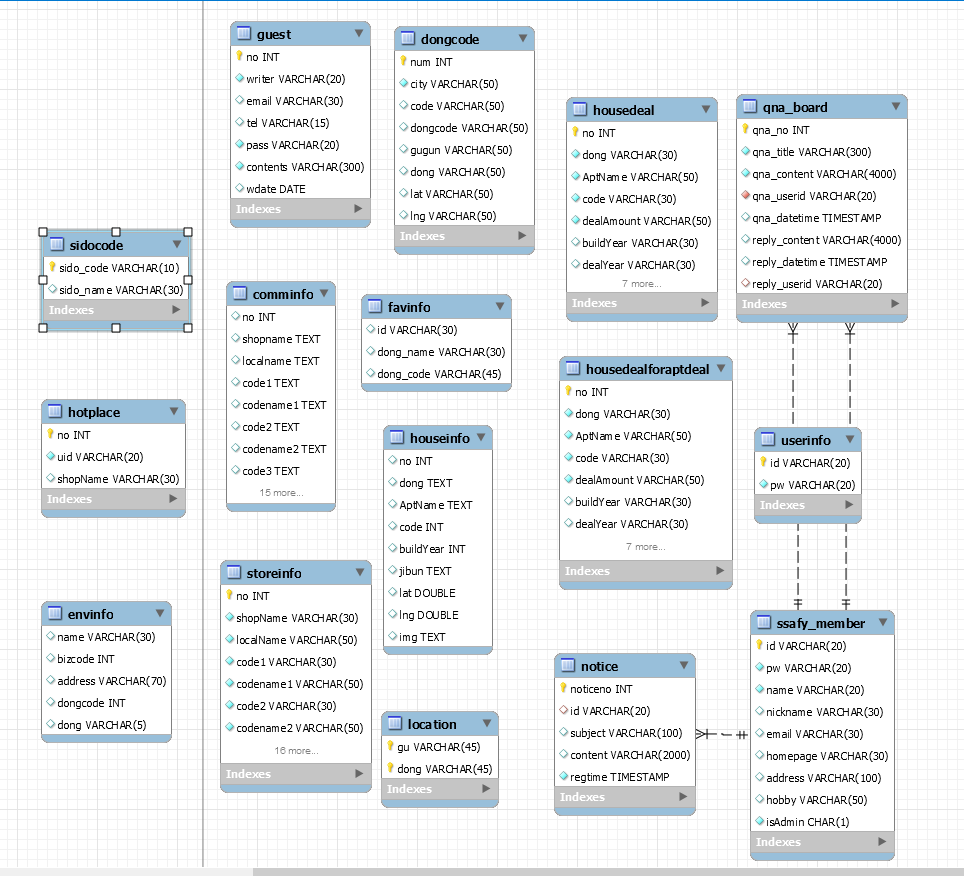 guest
no INT
writer VARCHAR(20)
email VARCHAR(30)
tel VARCHAR(15)
pass VARCHAR(20)
contents VARCHAR(300)
wdate DATE
Indexes
dongcode
num INT
city VARCHAR(50)
code VARCHAR(50)
dongcode VARCHAR(50)
gugun VARCHAR(50)
dong VARCHAR(50)
lat VARCHAR(50)
lng VARCHAR(50)
Indexes
housedeal
no INT
dong VARCHAR(30)
AptName VARCHAR(50)
code VARCHAR(30)
dealAmount VARCHAR(50)
buildYear VARCHAR(30)
dealYear VARCHAR(30)
7 more...
Indexes
qna_board
qna_no INT
qna_title VARCHAR(300)
qna_content VARCHAR(4000)
qna_userid VARCHAR(20)
qna_datetime TIMESTAMP
reply_content VARCHAR(4000)
reply_datetime TIMESTAMP
reply_userid VARCHAR(20)
Indexes
sidocode
sido_code VARCHAR(10)
sido_name VARCHAR(30)
Indexes
comminfo
no INT
shopname TEXT
localname TEXT
code1 TEXT
codename1 TEXT
code2 TEXT
codename2 TEXT
code3 TEXT
15 more...
favinfo
id VARCHAR(30)
dong_name VARCHAR(30)
dong_code VARCHAR(45)
housedealforaptdeal
no INT
dong VARCHAR(30)
AptName VARCHAR(50)
code VARCHAR(30)
dealAmount VARCHAR(50)
buildYear VARCHAR(30)
dealYear VARCHAR(30)
7 more...
Indexes
hotplace
no INT
uid VARCHAR(20)
shopName VARCHAR(30)
Indexes
houseinfo
no INT
dong TEXT
AptName TEXT
code INT
buildYear INT
jibun TEXT
lat DOUBLE
lng DOUBLE
img TEXT
userinfo
id VARCHAR(20)
pw VARCHAR(20)
Indexes
storeinfo
no INT
shopName VARCHAR(30)
localName VARCHAR(50)
code1 VARCHAR(30)
codename1 VARCHAR(50)
code2 VARCHAR(30)
codename2 VARCHAR(50)
16 more...
Indexes
envinfo
name VARCHAR(30)
bizcode INT
address VARCHAR(70)
dongcode INT
dong VARCHAR(5)
location
gu VARCHAR(45)
dong VARCHAR(45)
Indexes
notice
noticeno INT
id VARCHAR(20)
subject VARCHAR(100)
content VARCHAR(2000)
regtime TIMESTAMP
Indexes
ssafy_member
id VARCHAR(20)
pw VARCHAR(20)
name VARCHAR(20)
nickname VARCHAR(30)
email VARCHAR(30)
homepage VARCHAR(30)
address VARCHAR(100)
hobby VARCHAR(50)
isAdmin CHAR(1)
Indexes